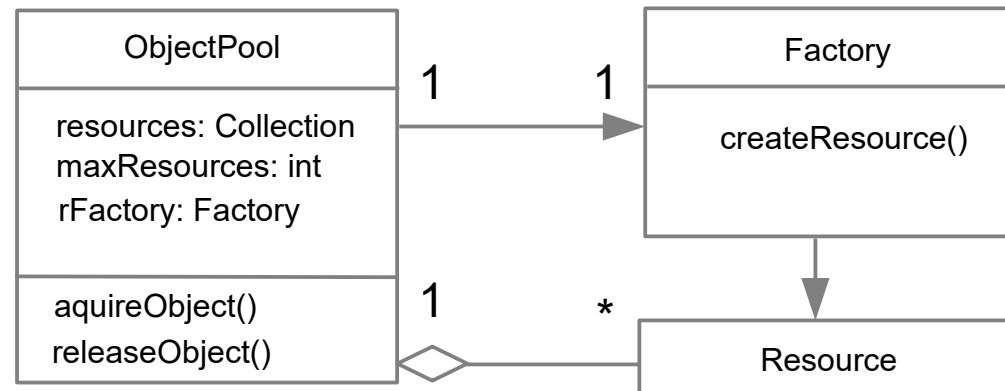 ObjectPool
resources: Collection
maxResources: int
rFactory: Factory
aquireObject()
releaseObject()
1
1
Factory
createResource()
1
*
Resource